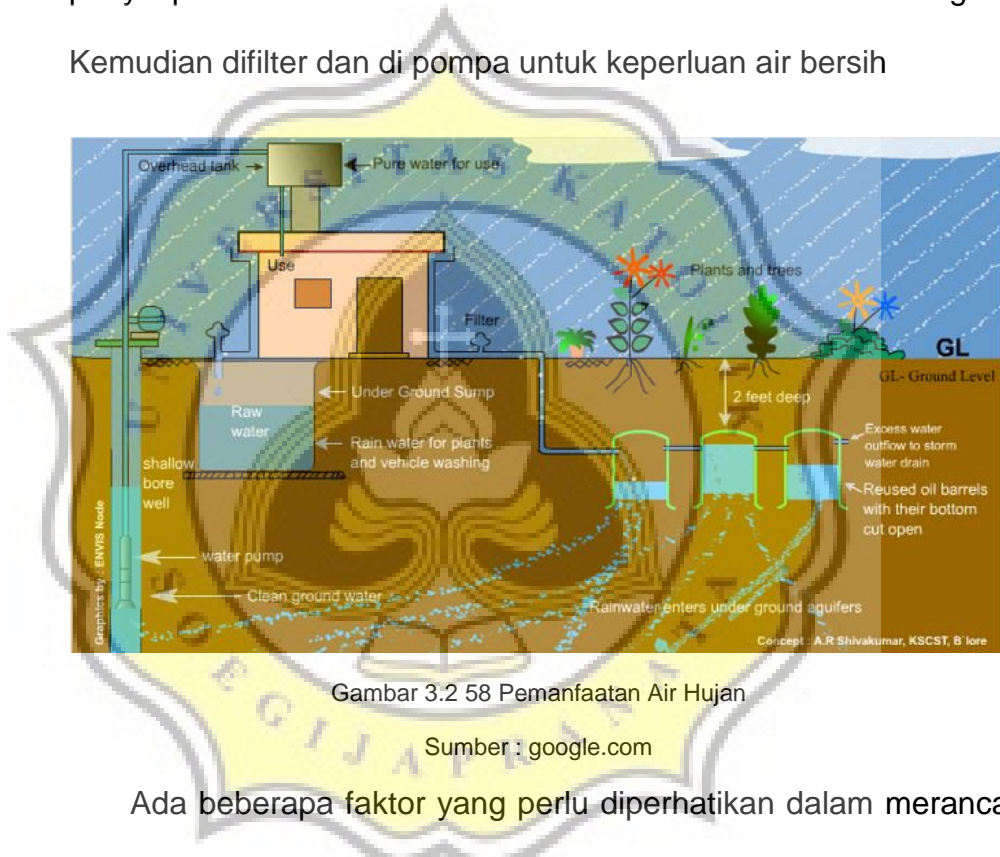 Kemudian difilter dan di pompa untuk keperluan air bersih
Overhead tank
Pure water for use
Use
Plants and trees
Filter
GL
GL- Ground Level
2 feet deep
Under Ground Sump
Raw
water
Rain water for plants
and vehicle washing
Excess water
outflow to storm
water drain
shallow
bore
well
Reused oil barrels
with their bottom
cut open
water pump
Clean ground water
Rainwater enters under ground aquifers
Graphics by : ENVIS Node
Concept : A.R Shivakumar, KSCST, B`lore
SOEGIJAPRANATA
Gambar 3.2 58 Pemanfaatan Air Hujan
Sumber : google.com
Ada beberapa faktor yang perlu diperhatikan dalam